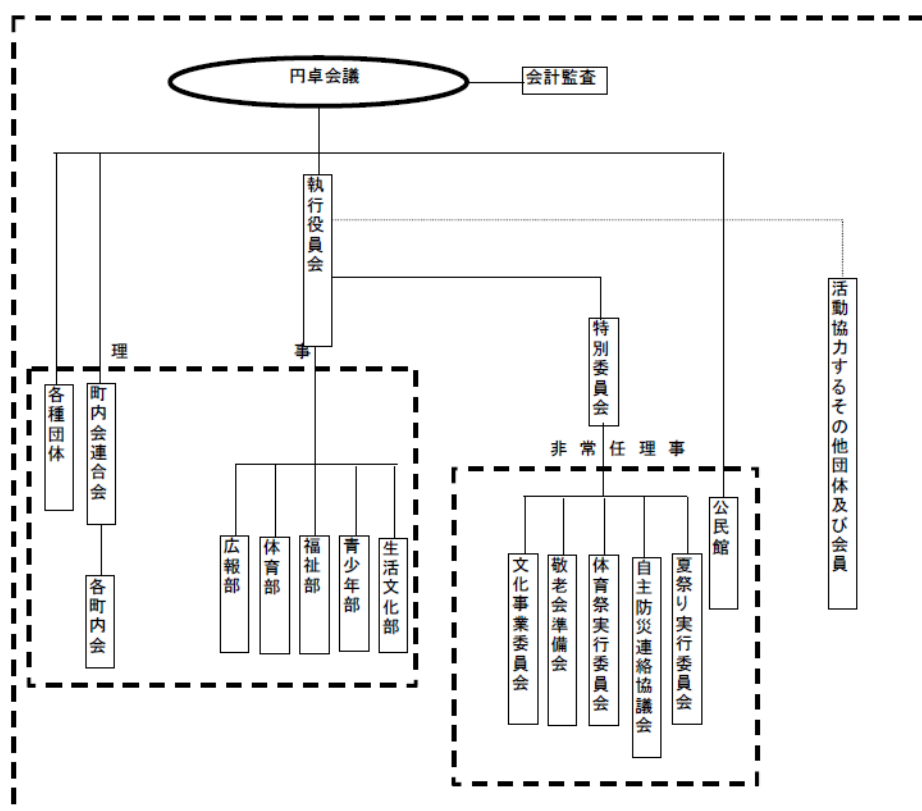 円卓会議
会計監査
執行役員会
特別委員会
活動協力するその他団体及び会員
理事
各種団体
町内会連合会
各町内会
広報部
体育部
福祉部
青少年部
生活文化部
非常任理事
公民館
文化事業委員会
敬老会準備会
体育祭実行委員会
自主防災連絡協議会
夏祭り実行委員会